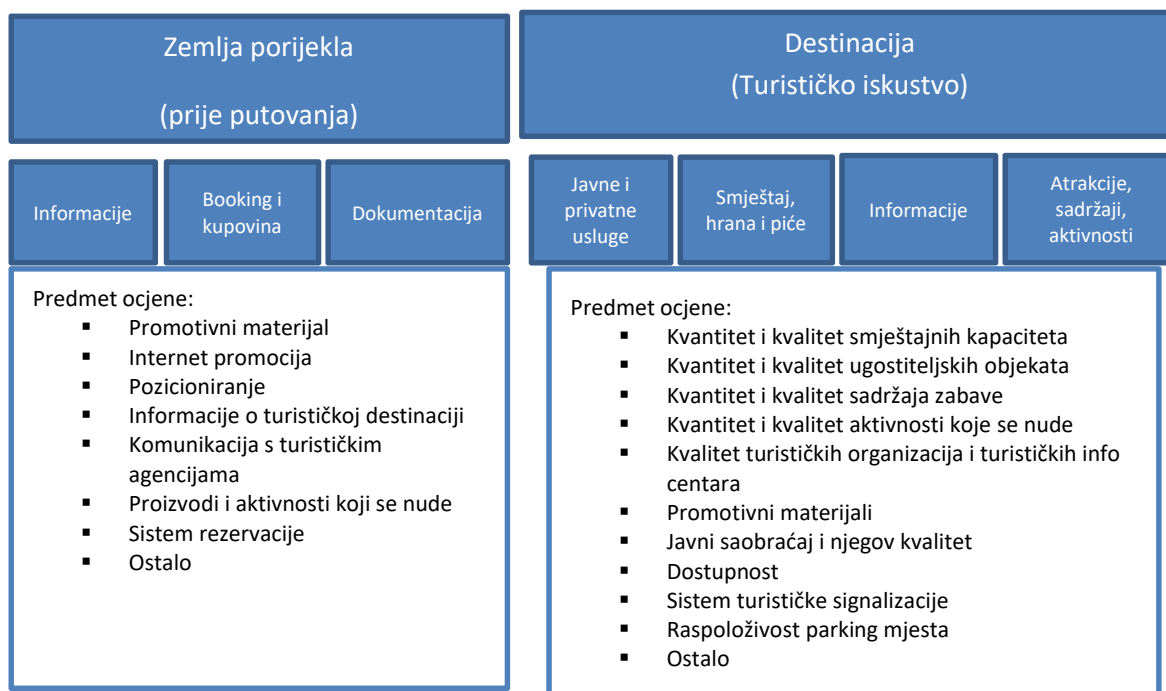 Zemlja porijekla
(prije putovanja)
Informacije
Booking i
kupovina
Dokumentacija
Predmet ocjene:
▪ Promotivni materijal
▪ Internet promocija
▪ Pozicioniranje
▪ Informacije o turističkoj destinaciji
▪ Komunikacija s turističkim
agencijama
▪ Proizvodi i aktivnosti koji se nude
▪ Sistem rezervacije
▪ Ostalo
Destinacija
(Turističko iskustvo)
Javne i
privatne
usluge
Smještaj,
hrana i piće
Informacije
Atrakcije,
sadržaji,
aktivnosti
Predmet ocjene:
▪ Kvantitet i kvalitet smještajnih kapaciteta
▪ Kvantitet i kvalitet ugostiteljskih objekata
▪ Kvantitet i kvalitet sadržaja zabave
▪ Kvantitet i kvalitet aktivnosti koje se nude
▪ Kvalitet turističkih organizacija i turističkih info
centara
▪ Promotivni materijali
▪ Javni saobraćaj i njegov kvalitet
▪ Dostupnost
▪ Sistem turističke signalizacije
▪ Raspoloživost parking mjesta
▪ Ostalo